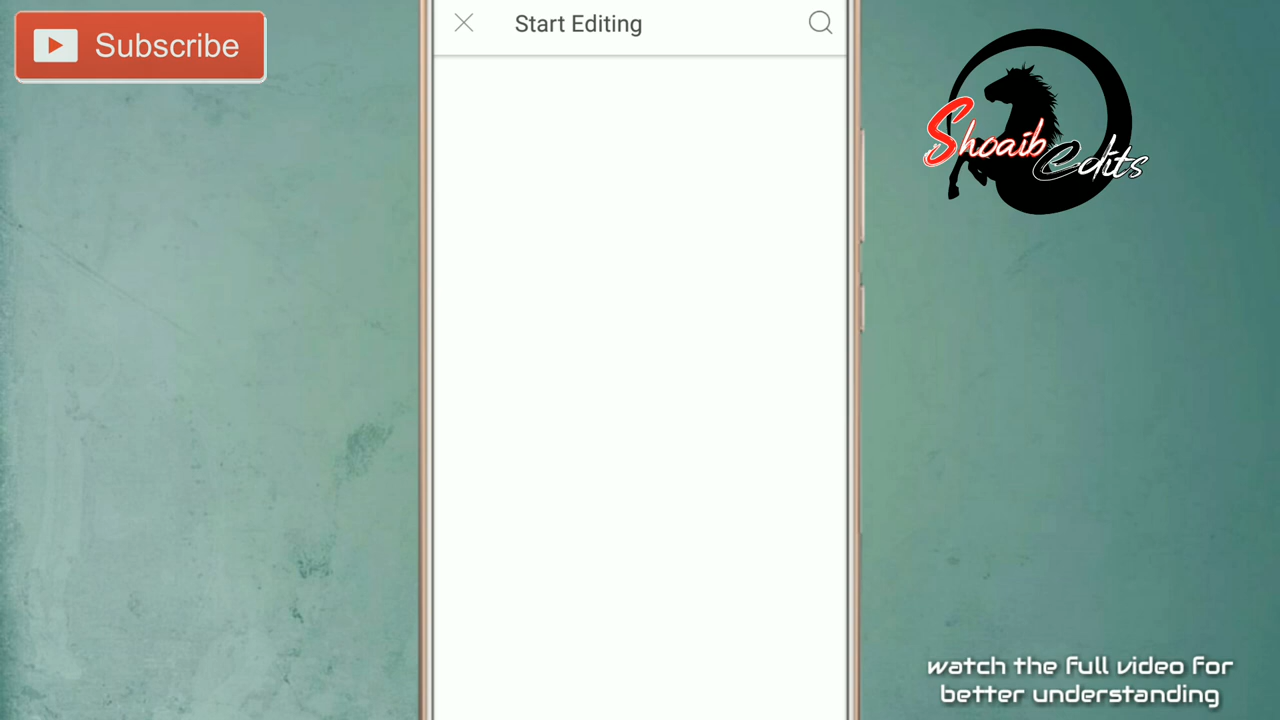 Subscribe
Start Editing
Shoaib
Edits
watch the full video for
better understanding